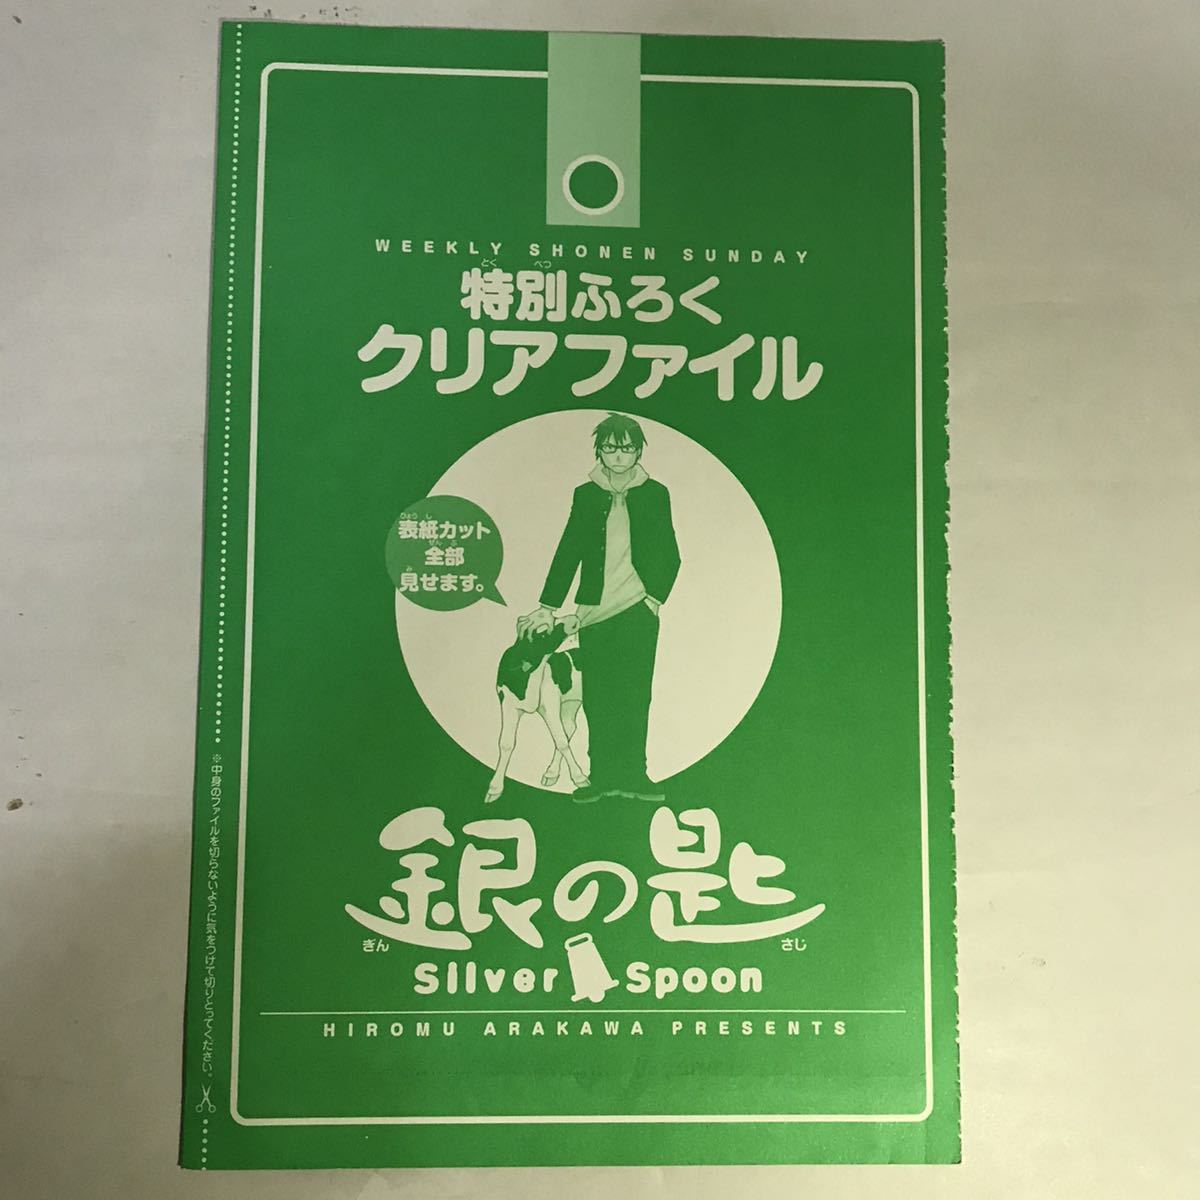 WEEKLY SHONEN SUNDAY
とくべつ
特別ふろく
クリアファイル
ひょうし
表紙カット
ぜんぶ
全部
み
見せます。
銀の匙
ぎん
さじ
Silver Spoon
HIROMU ARAKAWA PRESENTS
※中身のファイルを切らないように気をつけて切りとってください。